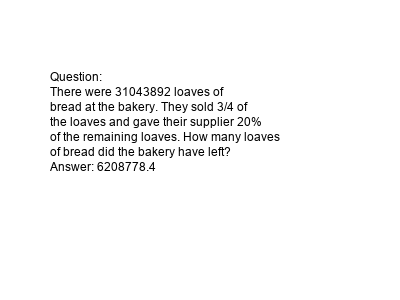 Question:
There were 31043892 loaves of
bread at the bakery. They sold 3/4 of
the loaves and gave their supplier 20%
of the remaining loaves. How many loaves
of bread did the bakery have left?
Answer: 6208778.4